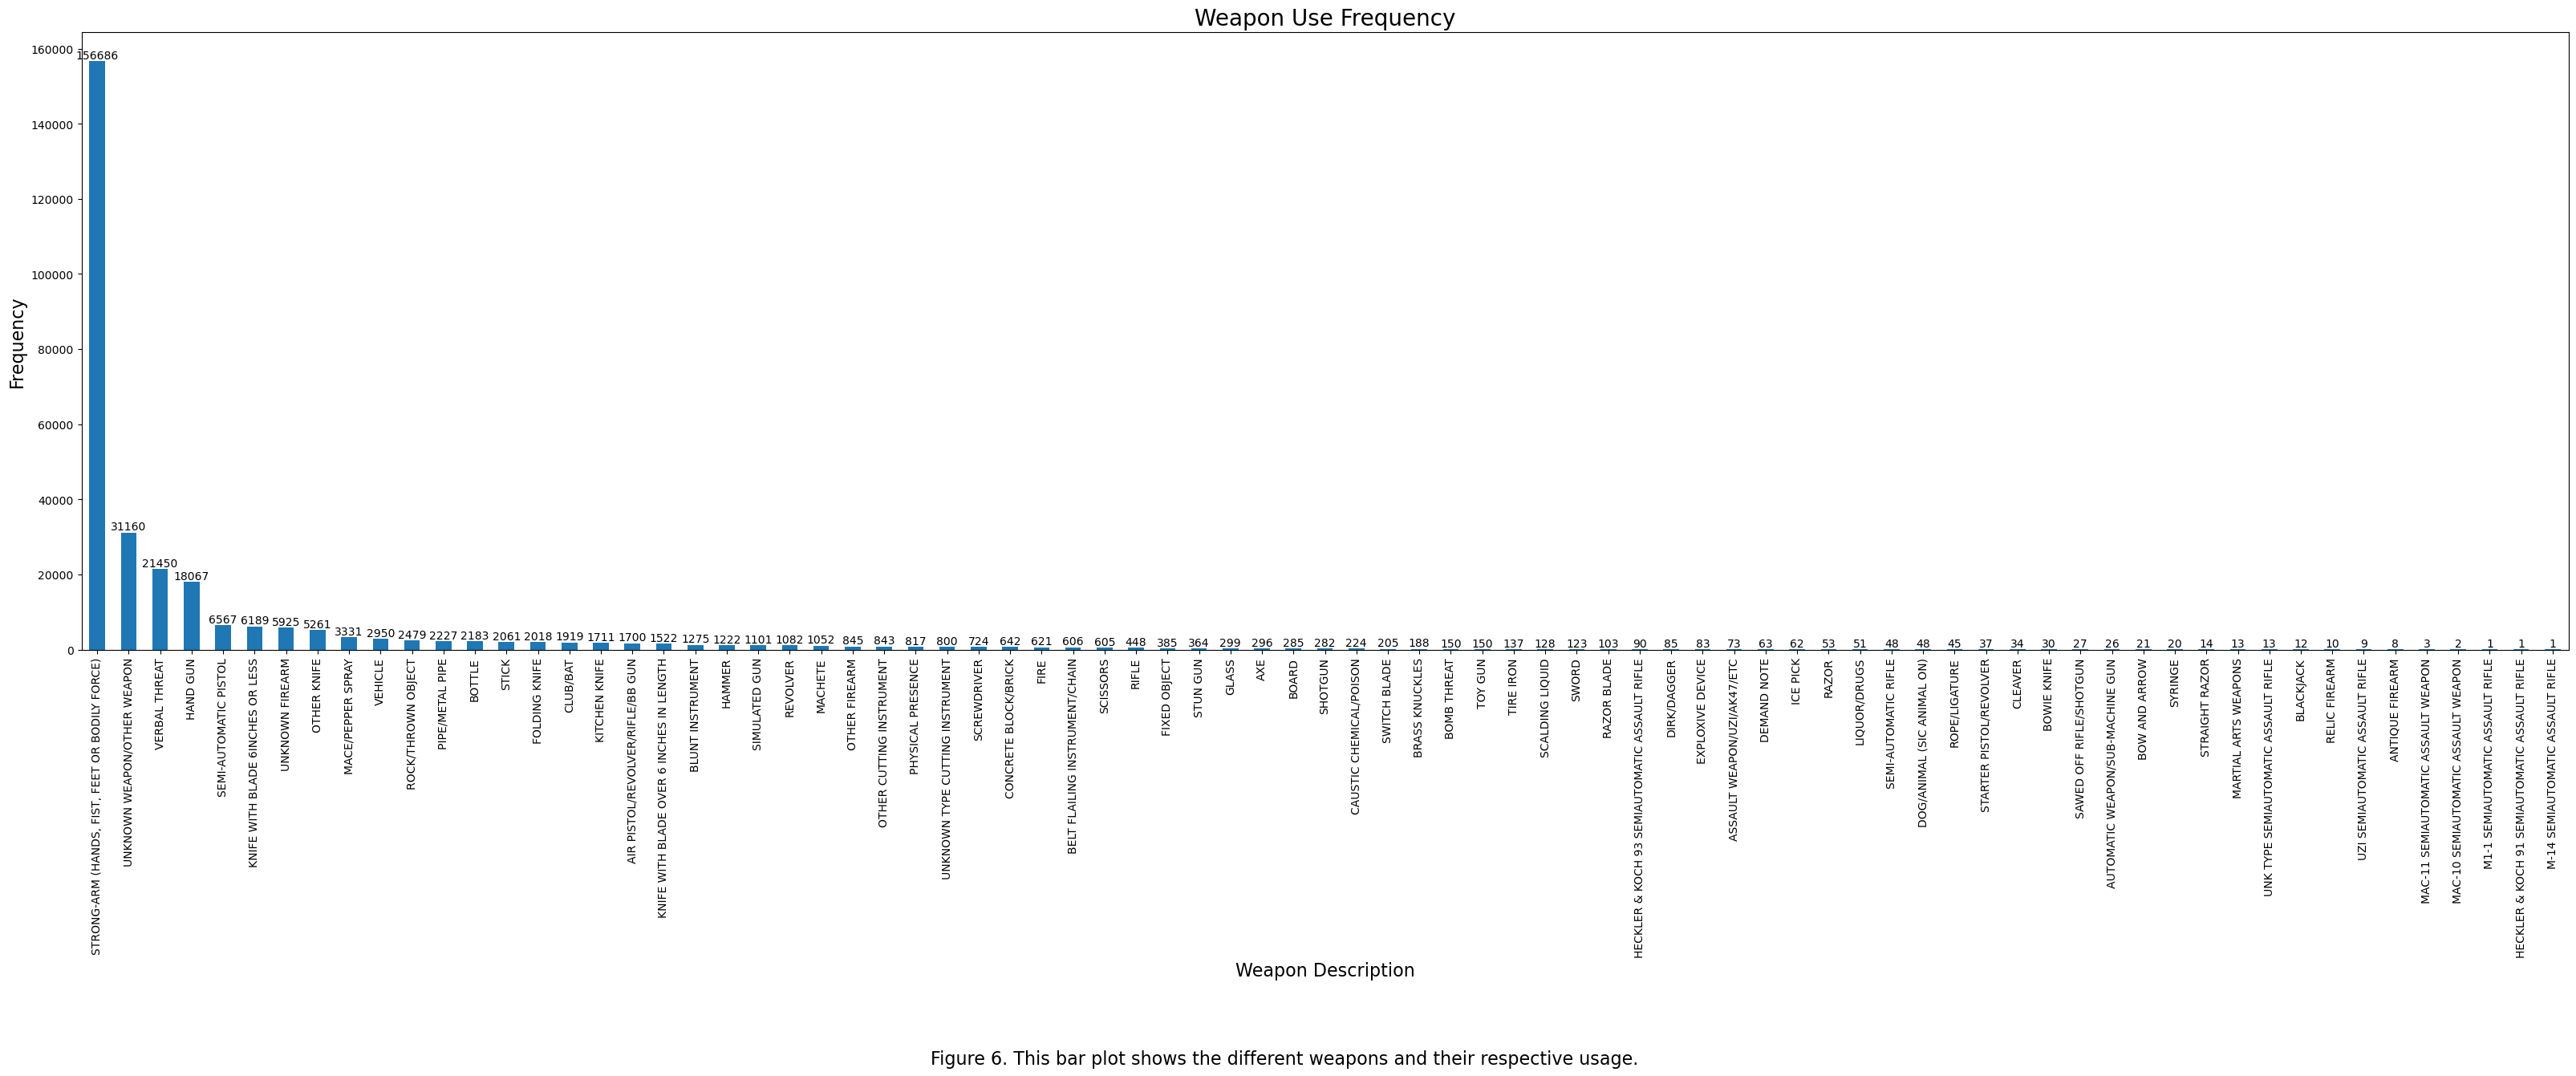 Weapon Use Frequency
160000
140000
120000
100000
80000
60000
40000
20000
0
Frequency
156686
31160
21450
18067
6567
6189
5925
5261
3331
2950
2479
2227
2183
2061
2018
1919
1711
1700
1522
1275
1222
1101
1082
1052
845
843
817
800
724
642
621
606
605
448
385
364
299
296
285
282
224
205
188
150
150
137
128
123
103
90
85
83
73
63
62
53
51
48
48
45
37
34
30
27
26
21
20
14
13
13
12
10
9
8
3
2
1
1
1
STRONG-ARM (HANDS, FIST, FEET OR BODILY FORCE)
UNKNOWN WEAPON/OTHER WEAPON
VERBAL THREAT
HAND GUN
SEMI-AUTOMATIC PISTOL
KNIFE WITH BLADE 6INCHES OR LESS
UNKNOWN FIREARM
OTHER KNIFE
MACE/PEPPER SPRAY
VEHICLE
ROCK/THROWN OBJECT
PIPE/METAL PIPE
BOTTLE
STICK
FOLDING KNIFE
CLUB/BAT
KITCHEN KNIFE
AIR PISTOL/REVOLVER/RIFLE/BB GUN
KNIFE WITH BLADE OVER 6 INCHES IN LENGTH
BLUNT INSTRUMENT
HAMMER
SIMULATED GUN
REVOLVER
MACHETE
OTHER FIREARM
OTHER CUTTING INSTRUMENT
PHYSICAL PRESENCE
UNKNOWN TYPE CUTTING INSTRUMENT
SCREWDRIVER
CONCRETE BLOCK/BRICK
FIRE
BELT FLAILING INSTRUMENT/CHAIN
SCISSORS
RIFLE
FIXED OBJECT
STUN GUN
GLASS
AXE
BOARD
SHOTGUN
CAUSTIC CHEMICAL/POISON
SWITCH BLADE
BRASS KNUCKLES
BOMB THREAT
TOY GUN
TIRE IRON
SCALDING LIQUID
SWORD
RAZOR BLADE
HECKLER & KOCH 93 SEMIAUTOMATIC ASSAULT RIFLE
DIRK/DAGGER
EXPLOXIVE DEVICE
ASSAULT WEAPON/UZI/AK47/ETC
DEMAND NOTE
ICE PICK
RAZOR
LIQUOR/DRUGS
SEMI-AUTOMATIC RIFLE
DOG/ANIMAL (SIC ANIMAL ON)
ROPE/LIGATURE
STARTER PISTOL/REVOLVER
CLEAVER
BOWIE KNIFE
SAWED OFF RIFLE/SHOTGUN
AUTOMATIC WEAPON/SUB-MACHINE GUN
BOW AND ARROW
SYRINGE
STRAIGHT RAZOR
MARTIAL ARTS WEAPONS
UNK TYPE SEMIAUTOMATIC ASSAULT RIFLE
BLACKJACK
RELIC FIREARM
UZI SEMIAUTOMATIC ASSAULT RIFLE
ANTIQUE FIREARM
MAC-11 SEMIAUTOMATIC ASSAULT WEAPON
MAC-10 SEMIAUTOMATIC ASSAULT WEAPON
M1-1 SEMIAUTOMATIC ASSAULT RIFLE
HECKLER & KOCH 91 SEMIAUTOMATIC ASSAULT RIFLE
M-14 SEMIAUTOMATIC ASSAULT RIFLE
Weapon Description
Figure 6. This bar plot shows the different weapons and their respective usage.